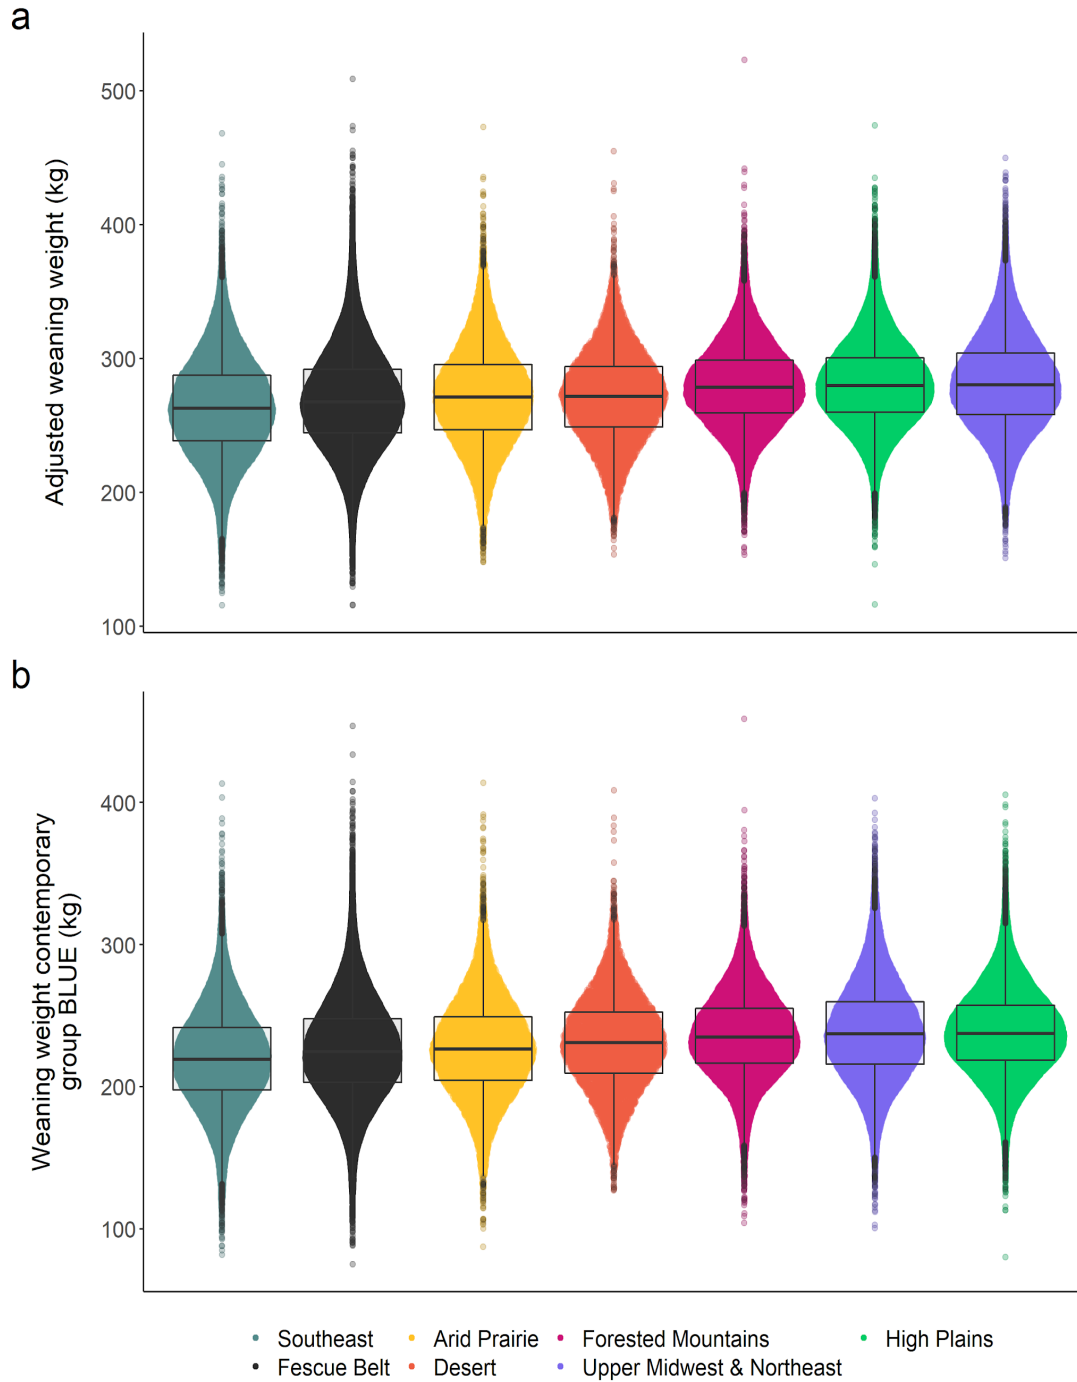 a
500
400
300
200
100
Adjusted weaning weight (kg)
b
400
300
200
100
Weaning weight contemporary
group BLUE (kg)
Southeast Arid Prairie Forested Mountains High Plains
Fescue Belt Desert Upper Midwest & Northeast